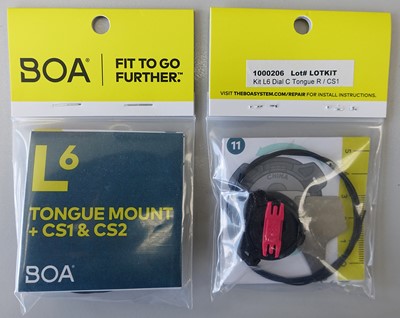 BOA®
FIT TO GO
FURTHER.™
L6
TONGUE MOUNT
+ CS1 & CS2
BOA
1000206 Lot# LOTKIT
Kit L6 Dial C Tongue R / CS1
VISIT THEBOASYSTEM.COM/REPAIR FOR INSTALL INSTRUCTIONS.
11